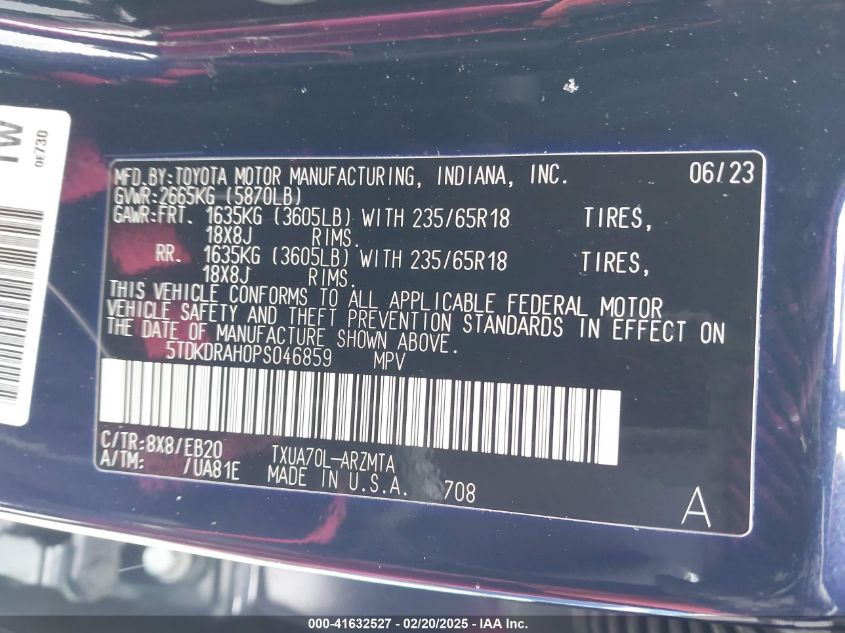 TW
0E730
MFD.BY:TOYOTA MOTOR MANUFACTURING, INDIANA, INC. 06/23
GVWR:2665KG (5870LB)
GAWR:FRT. 1635KG (3605LB) WITH 235/65R18 TIRES,
18X8J RIMS.
RR. 1635KG (3605LB) WITH 235/65R18 TIRES,
18X8J RIMS.
THIS VEHICLE CONFORMS TO ALL APPLICABLE FEDERAL MOTOR
VEHICLE SAFETY AND THEFT PREVENTION STANDARDS IN EFFECT ON
THE DATE OF MANUFACTURE SHOWN ABOVE.
5TDKDRAH0PS046859 MPV
C/TR:8X8/EB20 TXUA70L-ARZMTA
A/TM: /UA81E MADE IN U.S.A. 708
A
000-41632527 - 02/20/2025 - IAA Inc.